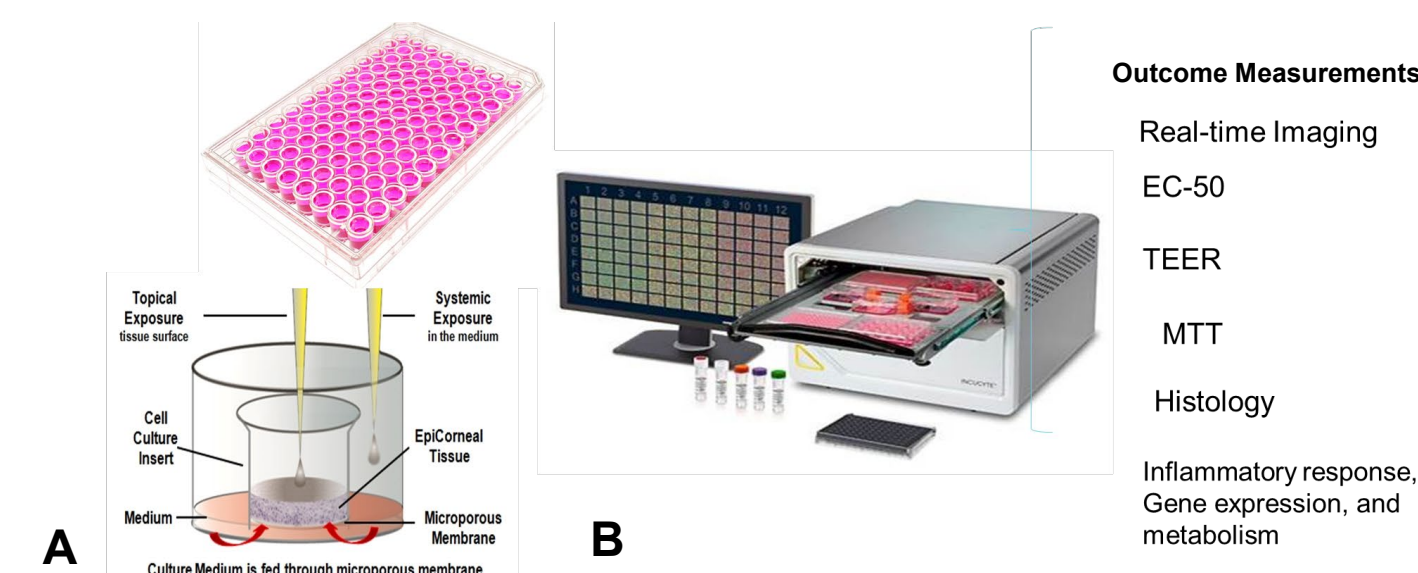 Topical
Exposure
tissue surface
Systemic
Exposure
in the medium
Cell
Culture
Insert
EpiCorneal
Tissue
Medium
Microporous
Membrane
Culture Medium is fed through microporous membrane
A
1 2 3 4 5 6 7 8 9 10 11 12
A
B
C
D
E
F
G
H
INCUCYTE
B
Outcome Measurements
Real-time Imaging
EC-50
TEER
MTT
Histology
Inflammatory response,
Gene expression, and
metabolism